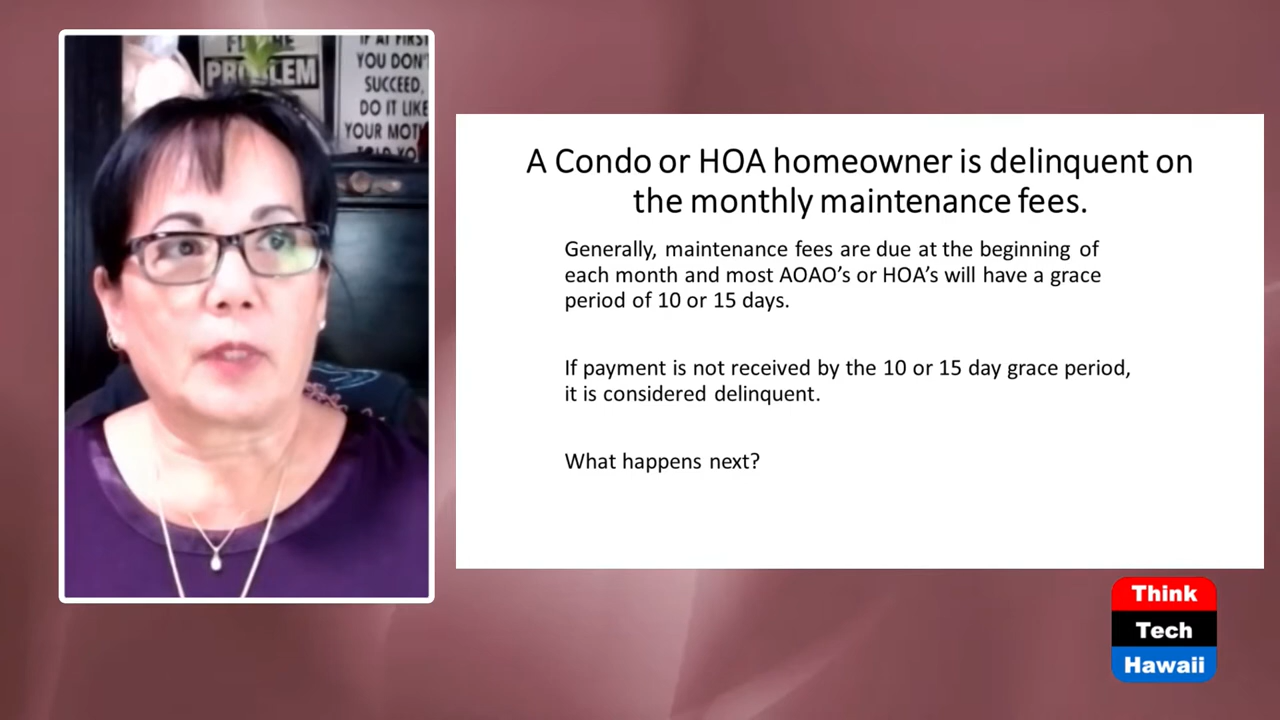 PROBLEM
IF AT FIRST
YOU DON'T
SUCCEED,
DO IT LIKE
YOUR
A Condo or HOA homeowner is delinquent on
the monthly maintenance fees.
Generally, maintenance fees are due at the beginning of
each month and most AOAO’s or HOA’s will have a grace
period of 10 or 15 days.
If payment is not received by the 10 or 15 day grace period,
it is considered delinquent.
What happens next?
Think
Tech
Hawaii